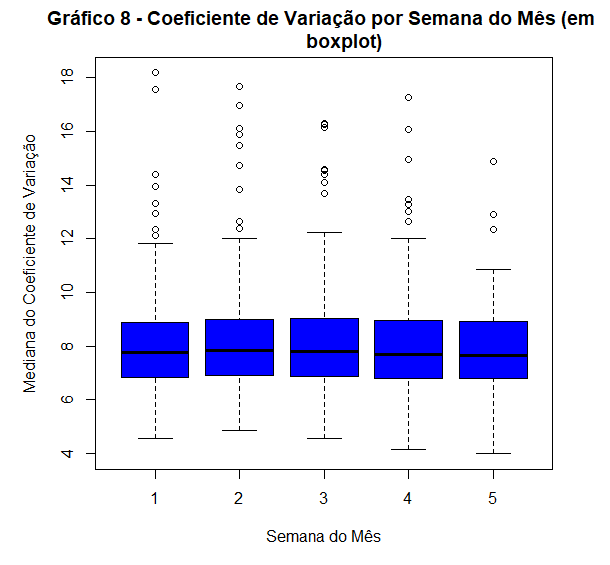 Gráfico 8 - Coeficiente de Variação por Semana do Mês (em
boxplot)
Mediana do Coeficiente de Variação
18
16
14
12
10
8
6
4
1 2 3 4 5
Semana do Mês